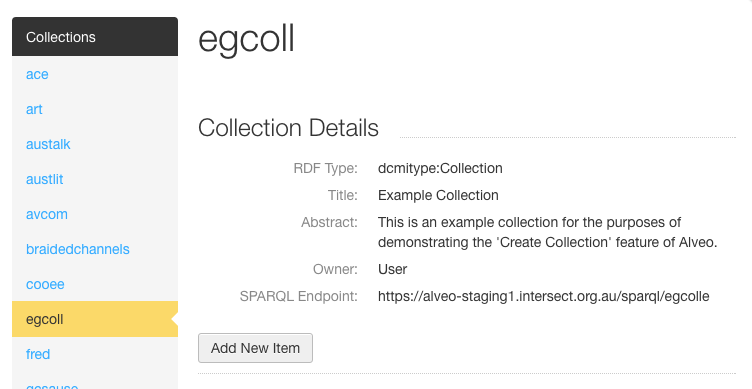 Collections
ace
art
austalk
austlit
avcom
braidedchannels
cooee
egcoll
fred
egcoll
Collection Details
RDF Type: dcmitype:Collection
Title: Example Collection
Abstract: This is an example collection for the purposes of
demonstrating the 'Create Collection' feature of Alveo.
Owner: User
SPARQL Endpoint: https://alveo-staging1.intersect.org.au/sparql/egcolle
Add New Item